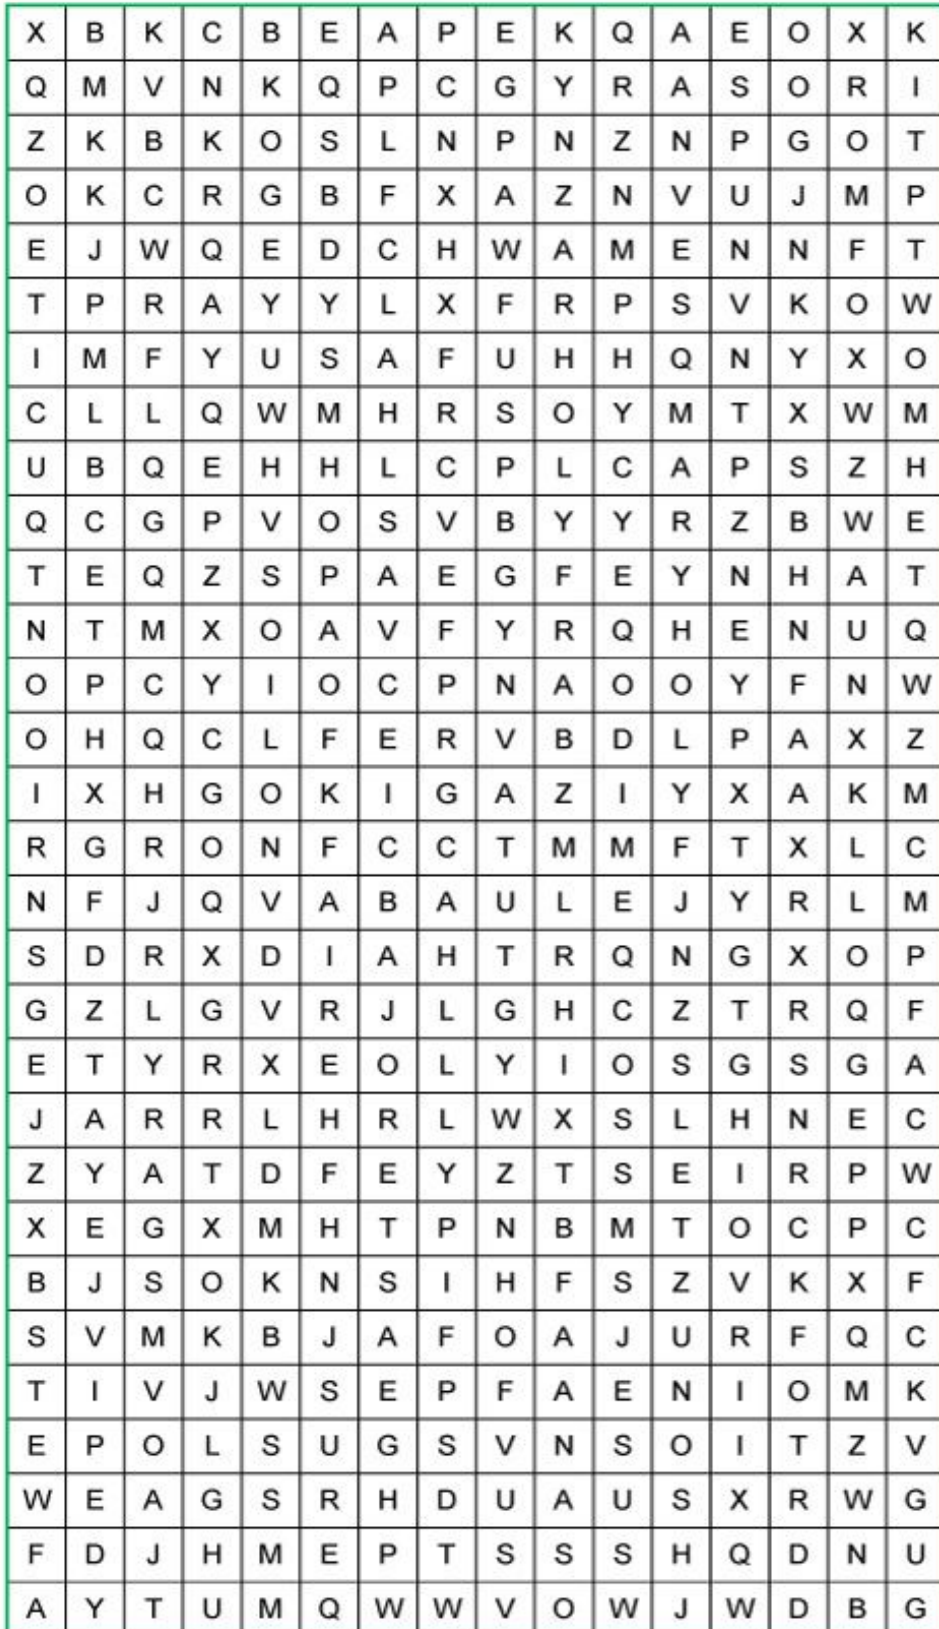 X B K C B E A P E K Q A E O X K
Q M V N K Q P C G Y R A S O R I
Z K B K O S L N P N Z N P G O T
O K C R G B F X A Z N V U J M P
E J W Q E D C H W A M E N N F T
T P R A Y Y L X F R P S V K O W
I M F Y U S A F U H H Q N Y X O
C L L Q W M H R S O Y M T X W M
U B Q E H H L C P L C A P S Z H
Q C G P V O S V B Y Y R Z B W E
T E Q Z S P A E G F E Y N H A T
N T M X O A V F Y R Q H E N U Q
O P C Y I O C P N A O O Y F N W
O H Q C L F E R V B D L P A X Z
I X H G O K I G A Z I Y X A K M
R G R O N F C C T M M F T X L C
N F J Q V A B A U L E J Y R L M
S D R X D I A H T R Q N G X O P
G Z L G V R J L G H C Z T R Q F
E T Y R X E O L Y I O S G S G A
J A R R L H R L W X S L H N E C
Z Y A T D F E Y Z T S E I R P W
X E G X M H T P N B M T O C P C
B J S O K N S I H F S Z V K X F
S V M K B J A F O A J U R F Q C
T I V J W S E P F A E N I O M K
E P O L S U G S V N S O I T Z V
W E A G S R H D U A U S X R W G
F D J H M E P T S S S H Q D N U
A Y T U M Q W W V O W J W D B G